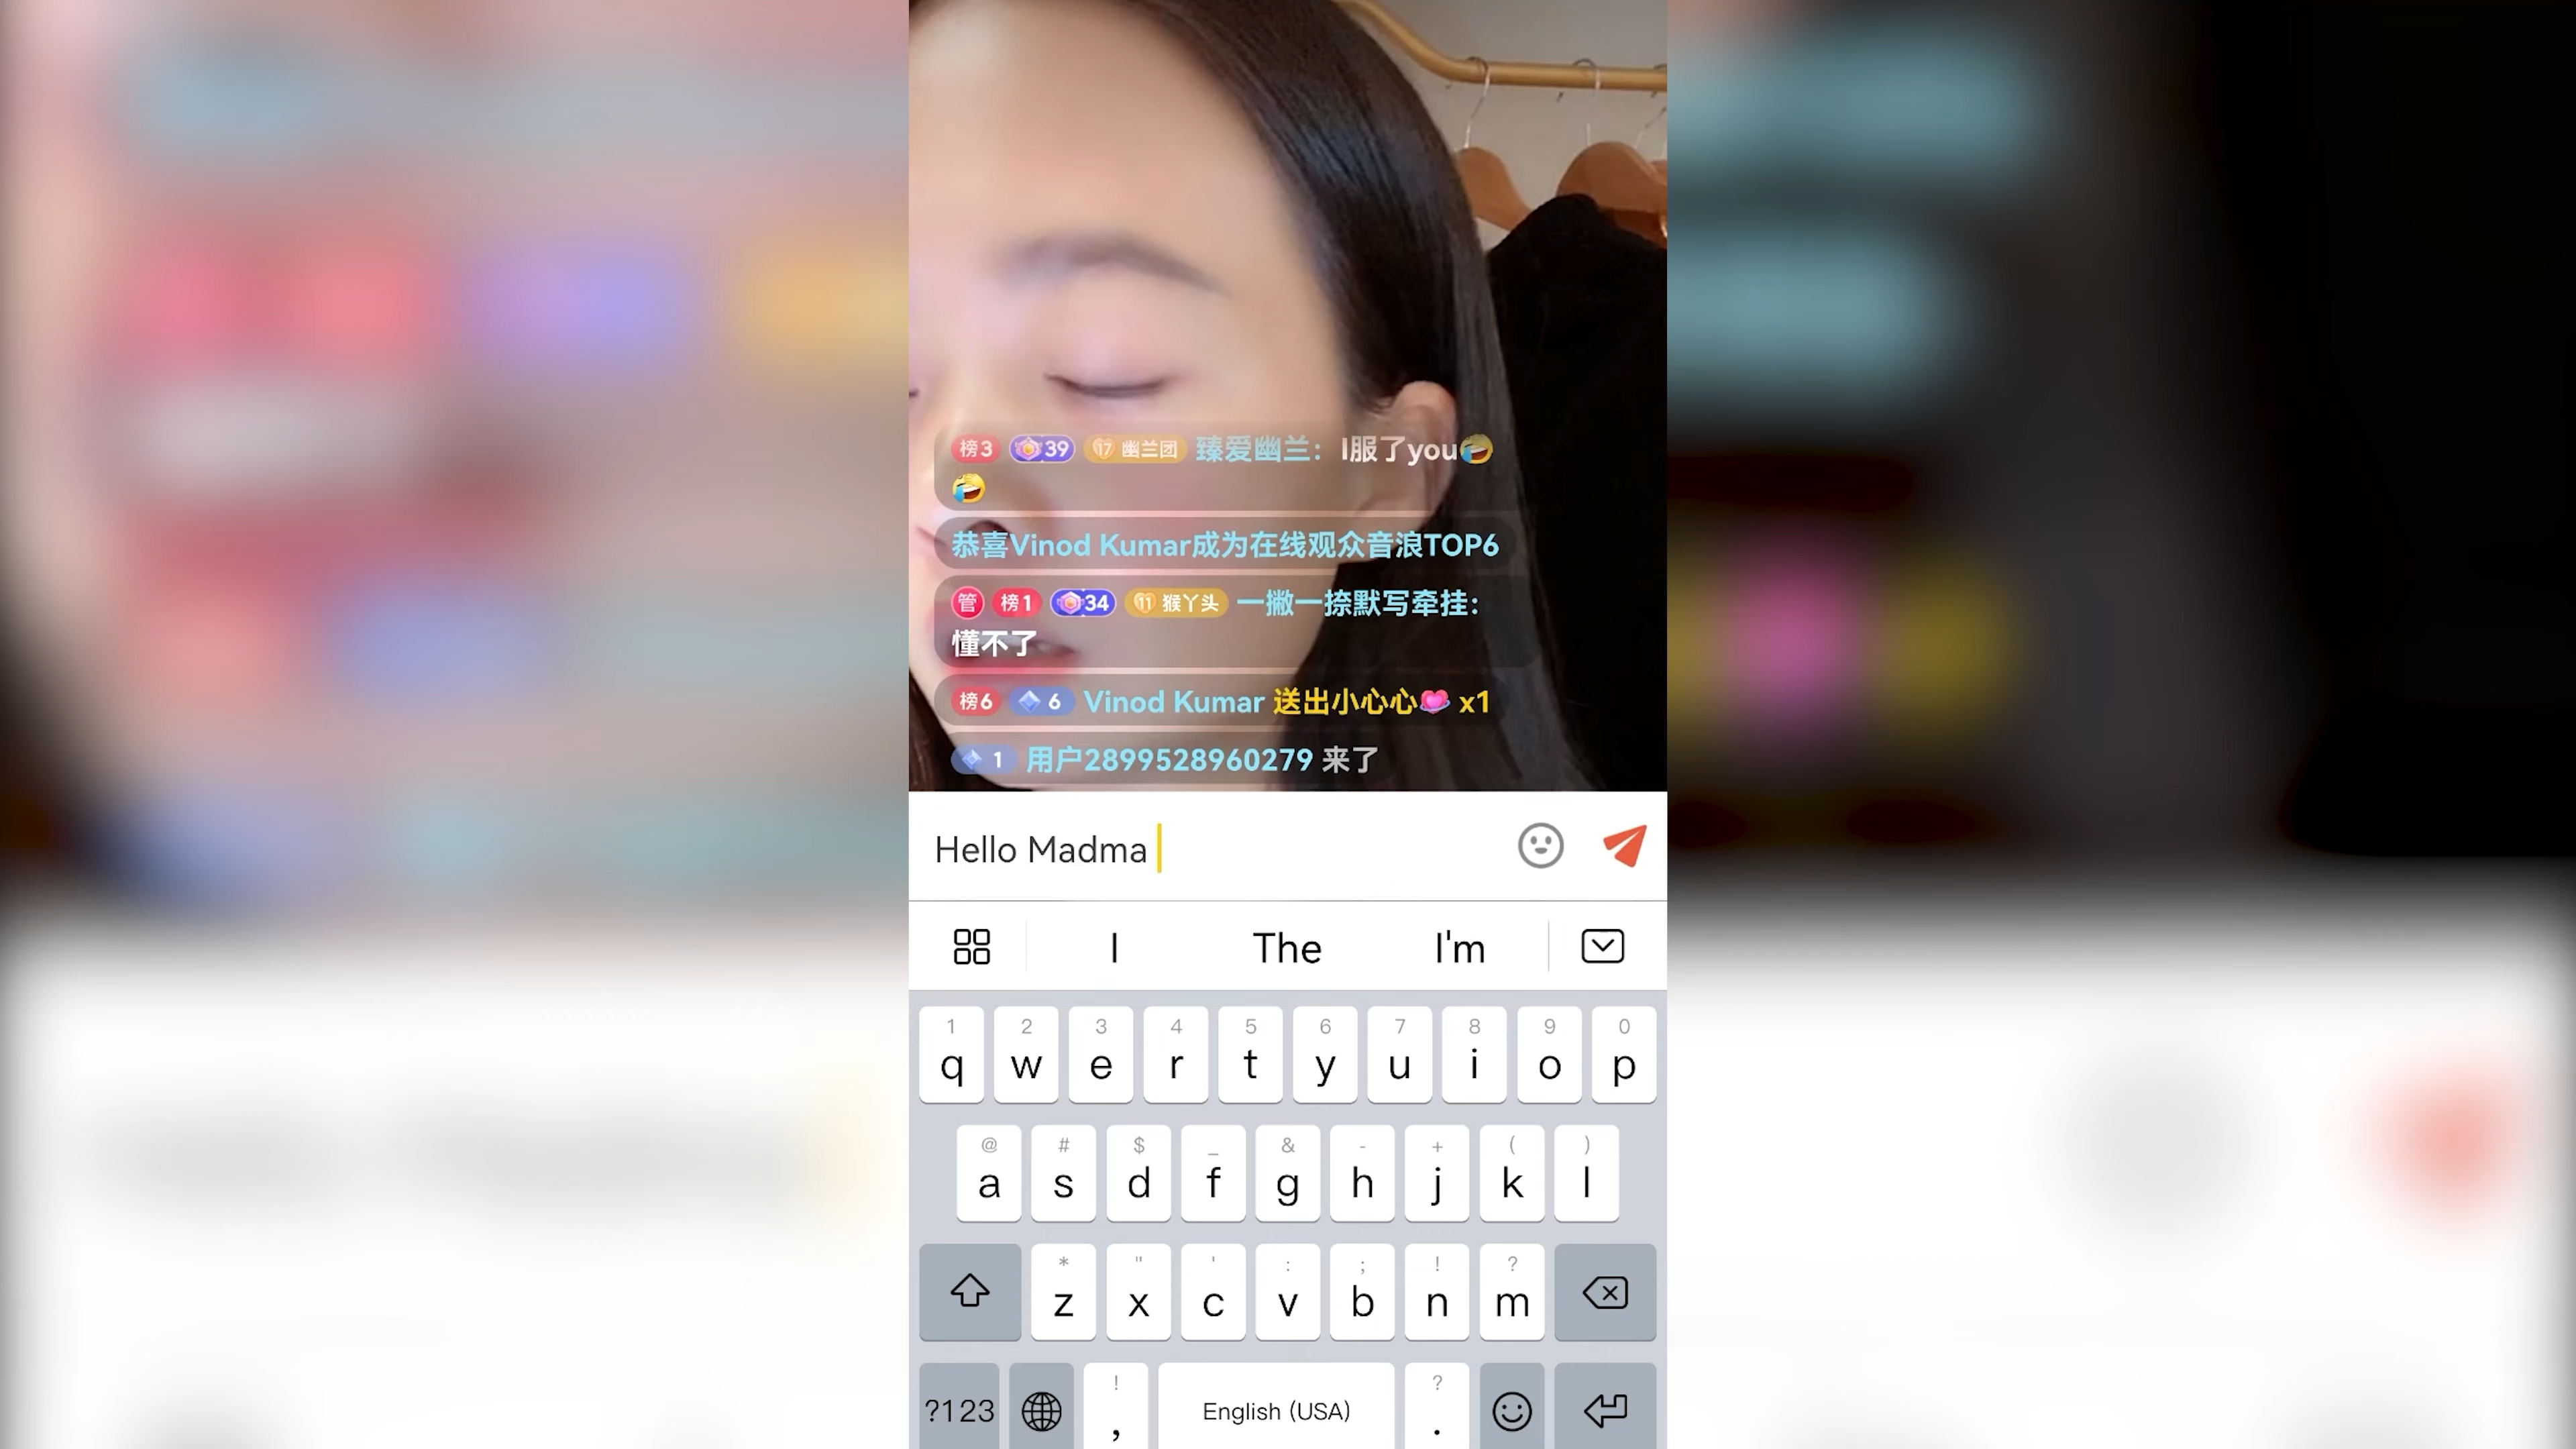 榜3 39 17 幽兰团 臻爱幽兰： I服了you🤣
🤣
恭喜Vinod Kumar成为在线观众音浪TOP6
管 榜1 34 11 猴丫头 一撇一捺默写牵挂：
懂不了
榜6 6 Vinod Kumar 送出小心心💗 x1
1 用户2899528960279 来了
Hello Madma
I The I'm
1 2 3 4 5 6 7 8 9 0
q w e r t y u i o p
@ # $ _ & - + ( )
a s d f g h j k l
* " ' : ; ! ?
z x c v b n m
! ?
?123 , English (USA) .